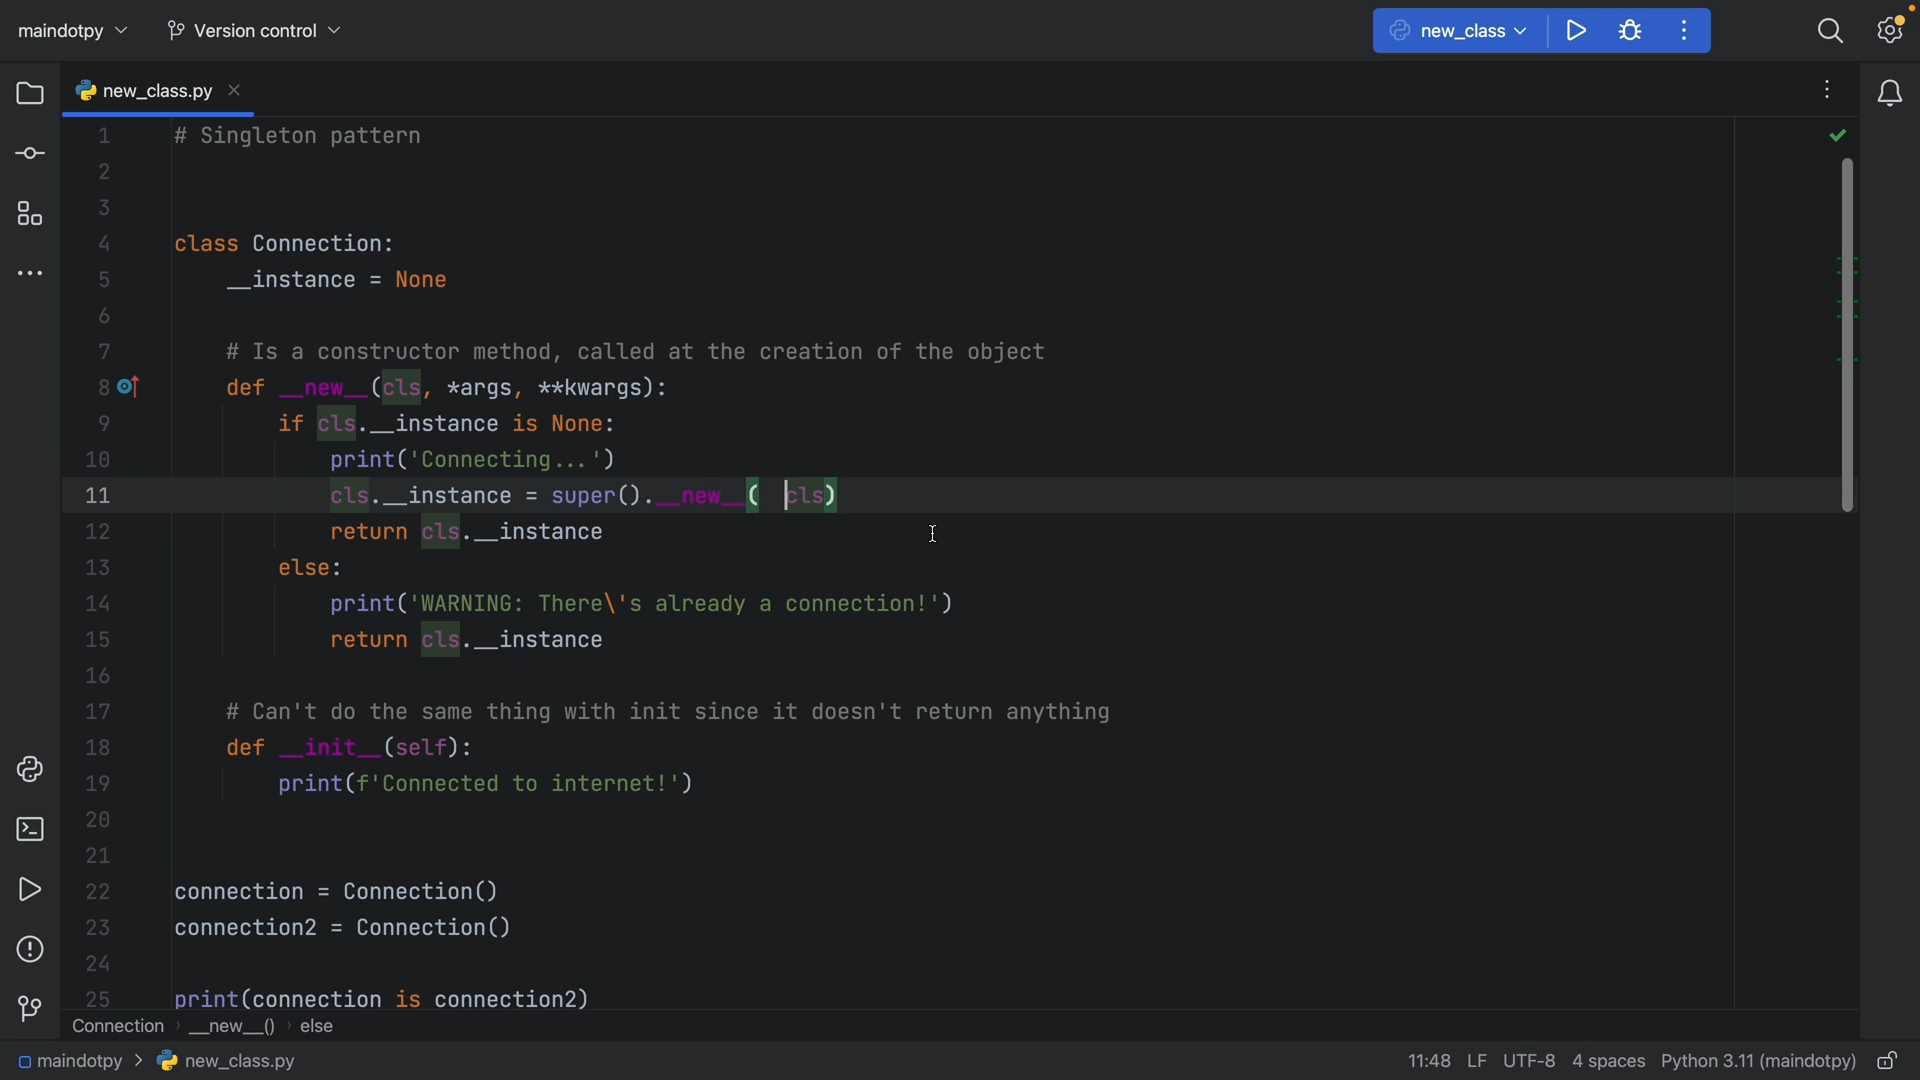 maindotpy Version control new_class
new_class.py
1 # Singleton pattern
2
3
4 class Connection:
5 __instance = None
6
7 # Is a constructor method, called at the creation of the object
8 def __new__(cls, *args, **kwargs):
9 if cls.__instance is None:
10 print('Connecting...')
11 cls.__instance = super().__new__( cls)
12 return cls.__instance
13 else:
14 print('WARNING: There\'s already a connection!')
15 return cls.__instance
16
17 # Can't do the same thing with init since it doesn't return anything
18 def __init__(self):
19 print(f'Connected to internet!')
20
21
22 connection = Connection()
23 connection2 = Connection()
24
25 print(connection is connection2)
Connection › __new__() › else
maindotpy > new_class.py 11:48 LF UTF-8 4 spaces Python 3.11 (maindotpy)